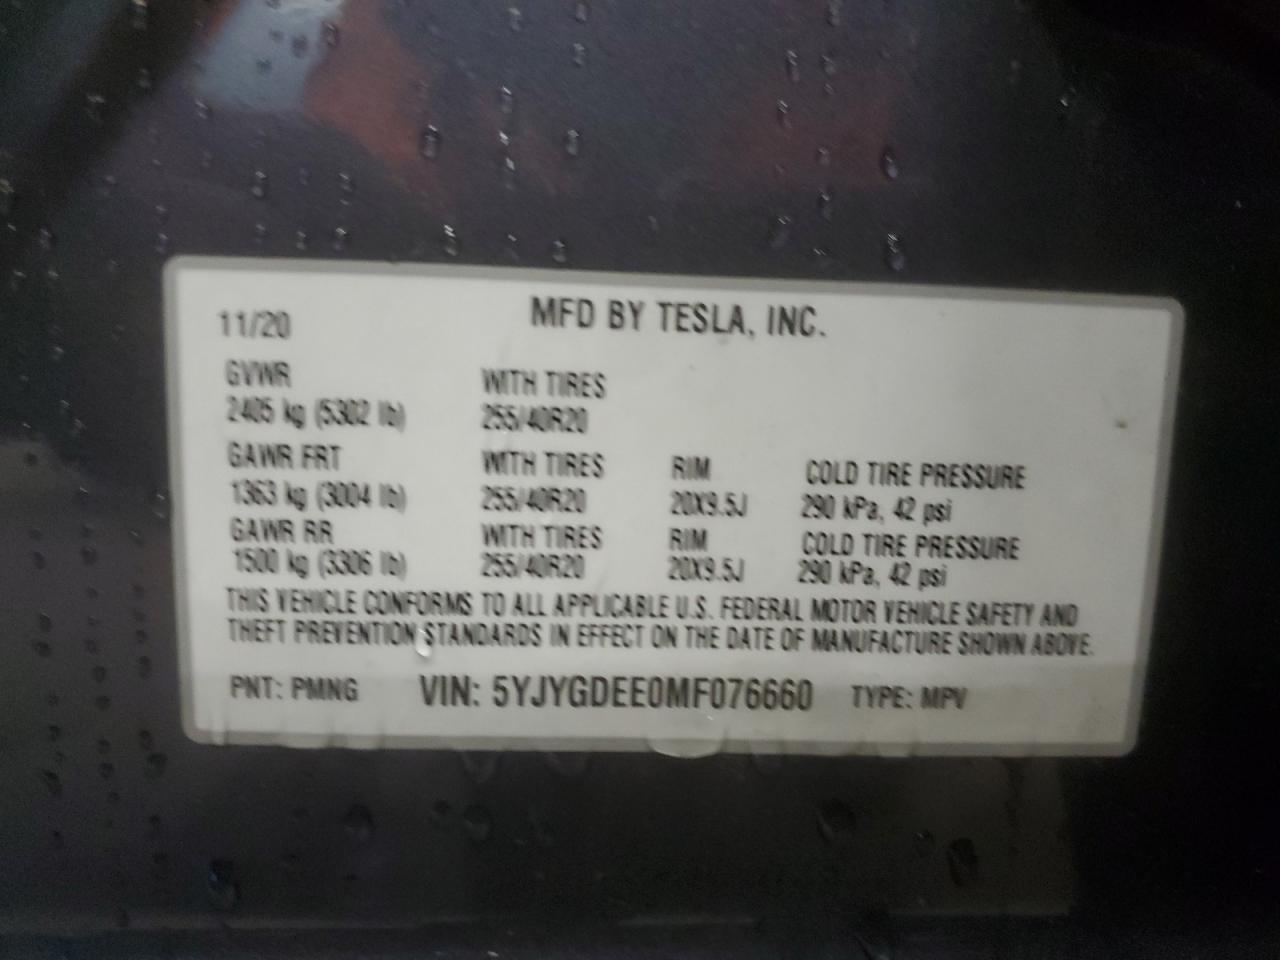 11/20 MFD BY TESLA, INC.
GVWR WITH TIRES
2405 kg (5302 lb) 255/40R20
GAWR FRT WITH TIRES RIM COLD TIRE PRESSURE
1363 kg (3004 lb) 255/40R20 20X9.5J 290 kPa, 42 psi
GAWR RR WITH TIRES RIM COLD TIRE PRESSURE
1500 kg (3306 lb) 255/40R20 20X9.5J 290 kPa, 42 psi
THIS VEHICLE CONFORMS TO ALL APPLICABLE U.S. FEDERAL MOTOR VEHICLE SAFETY AND
THEFT PREVENTION STANDARDS IN EFFECT ON THE DATE OF MANUFACTURE SHOWN ABOVE.
PNT: PMNG VIN: 5YJYGDEE0MF076660 TYPE: MPV